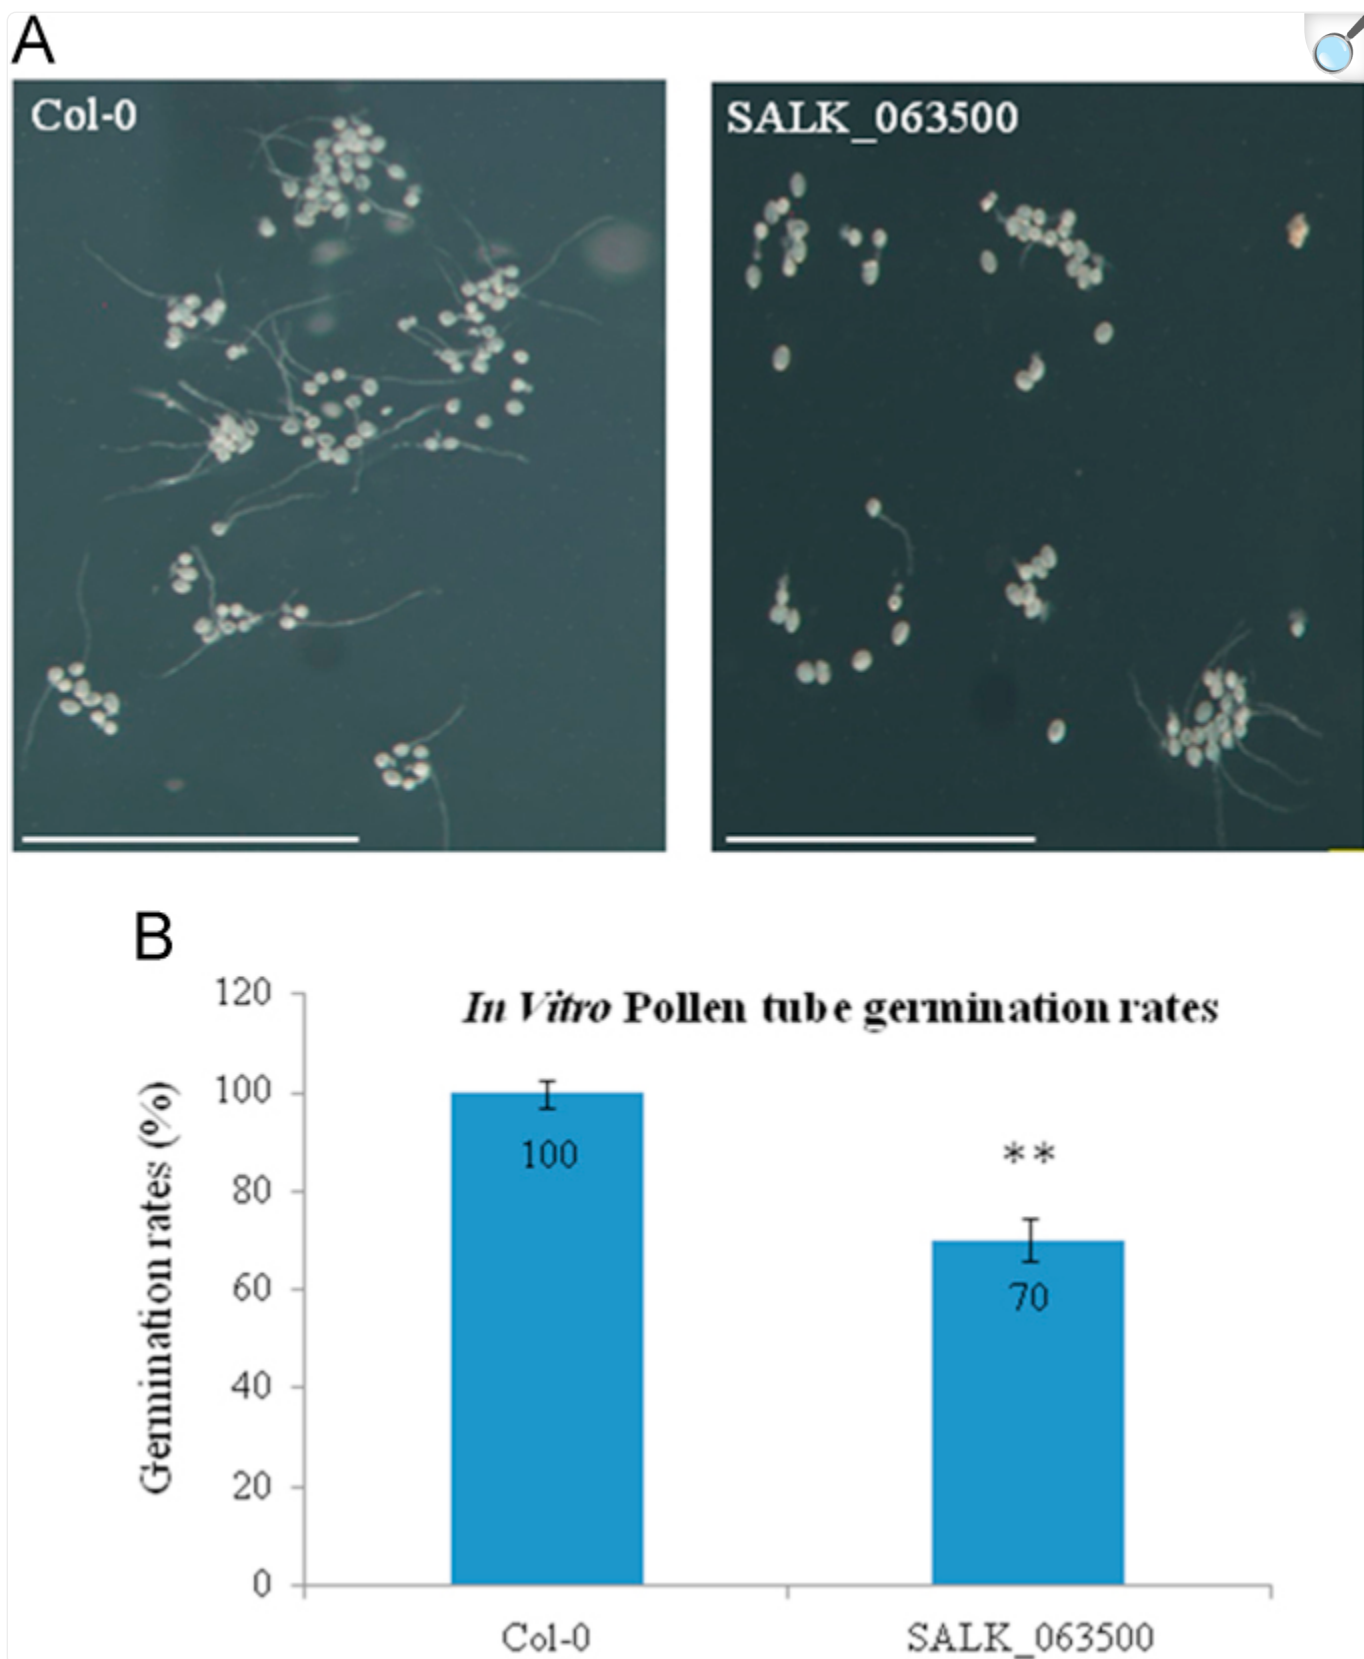 A
Col-0
SALK_063500
B
In Vitro Pollen tube germination rates
Germination rates (%)
120
100
80
60
40
20
0
100
**
70
Col-0
SALK_063500